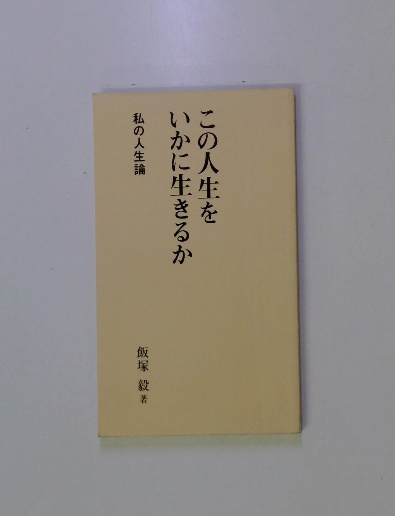 この人生を
いかに生きるか
私の人生論
飯塚 毅 著